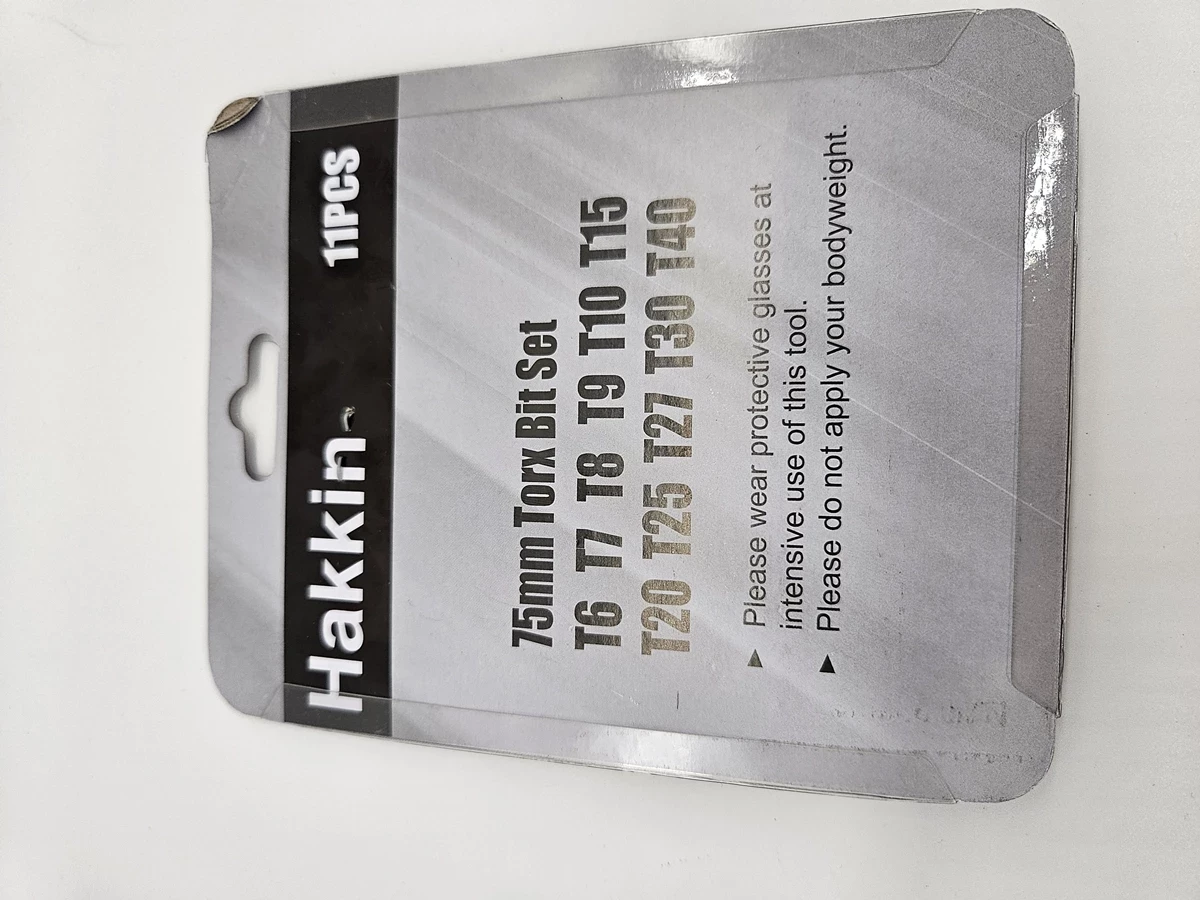 Hakkin 11PCS
75mm Torx Bit Set
T6 T7 T8 T9 T10 T15
T20 T25 T27 T30 T40
► Please wear protective glasses at
intensive use of this tool.
► Please do not apply your bodyweight.